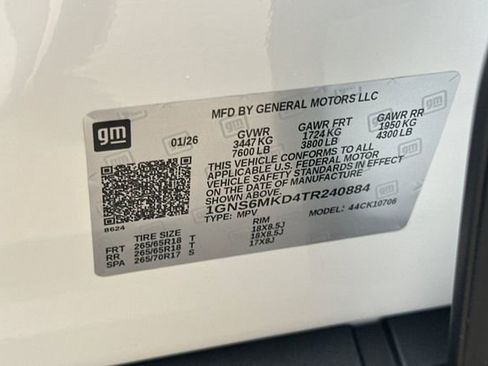 MFD BY GENERAL MOTORS LLC
gm
01/26
GVWR GAWR FRT GAWR RR
3447 KG 1724 KG 1950 KG
7600 LB 3800 LB 4300 LB
THIS VEHICLE CONFORMS TO ALL
APPLICABLE U.S. FEDERAL MOTOR
VEHICLE SAFETY STANDARDS IN EFFECT
ON THE DATE OF MANUFACTURE
SHOWN ABOVE.
1GNS6MKD4TR240884
TYPE: MPV MODEL: 44CK10706
8624
TIRE SIZE RIM
FRT 265/65R18 T 18X8.5J
RR 265/65R18 T 18X8.5J
SPA 265/70R17 S 17X8J